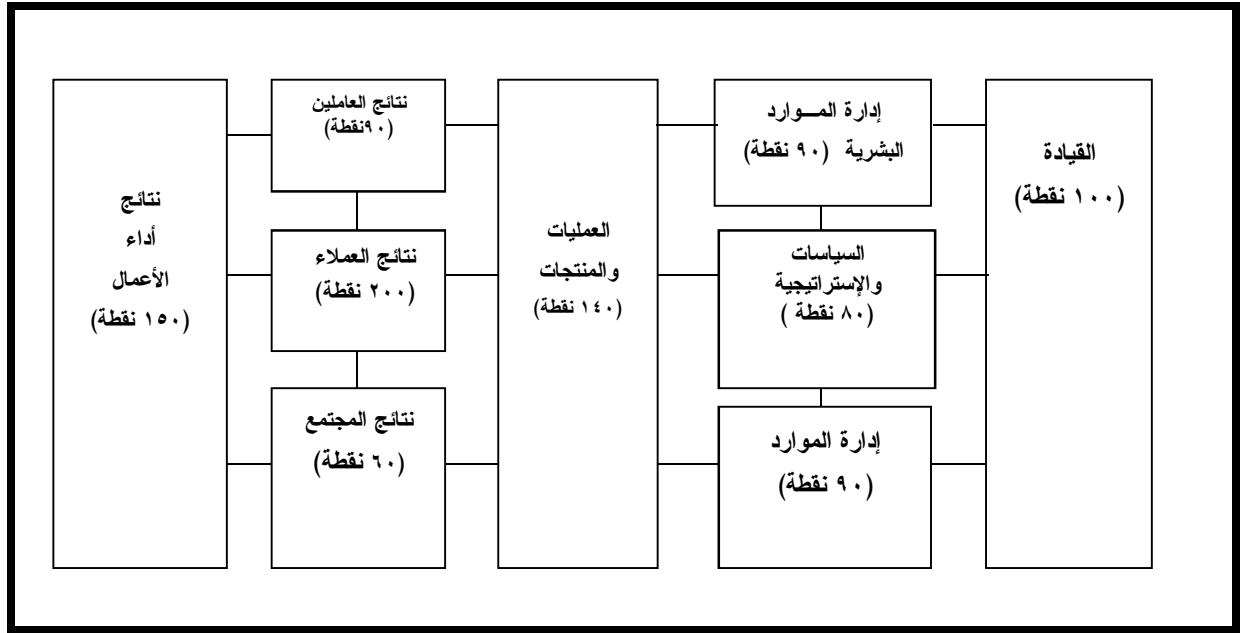 القيادة
(١٠٠ نقطة)
إدارة المـــوارد
البشرية (٩٠ نقطة)
السياسات
والإستراتيجية
(٨٠ نقطة )
إدارة الموارد
(٩٠ نقطة)
العمليات
والمنتجات
(١٤٠ نقطة)
نتائج العاملين
(٩٠نقطة)
نتائج العملاء
(٢٠٠ نقطة)
نتائج المجتمع
(٦٠ نقطة)
نتائج
أداء
الأعمال
(١٥٠ نقطة)